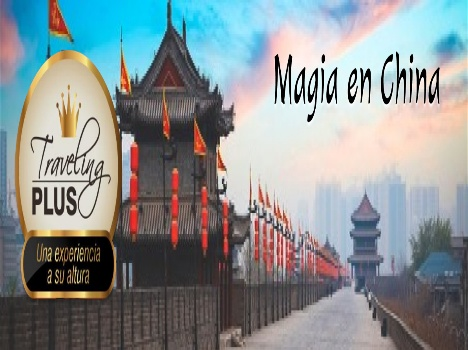 Magia en China
Traveling
PLUS
Una experiencia
a su altura